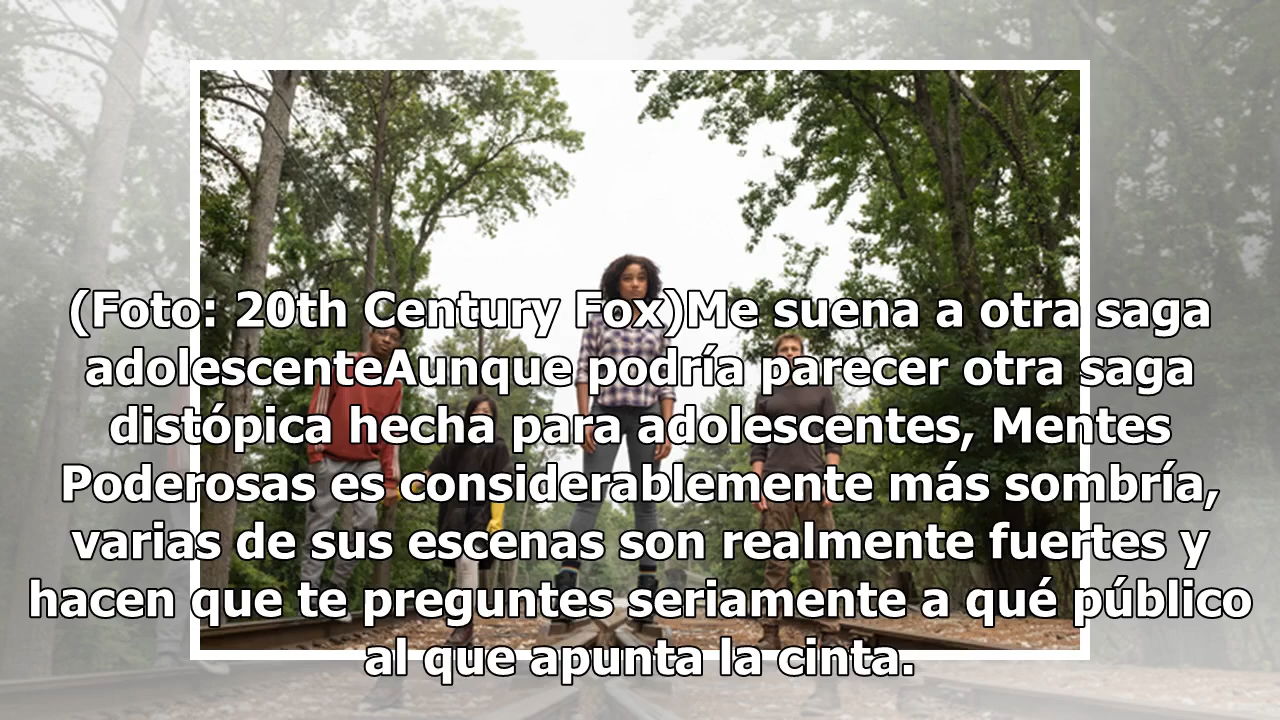 (Foto: 20th Century Fox)Me suena a otra saga
adolescenteAunque podría parecer otra saga
distópica hecha para adolescentes, Mentes
Poderosas es considerablemente más sombría,
varias de sus escenas son realmente fuertes y
hacen que te preguntes seriamente a qué público
al que apunta la cinta.